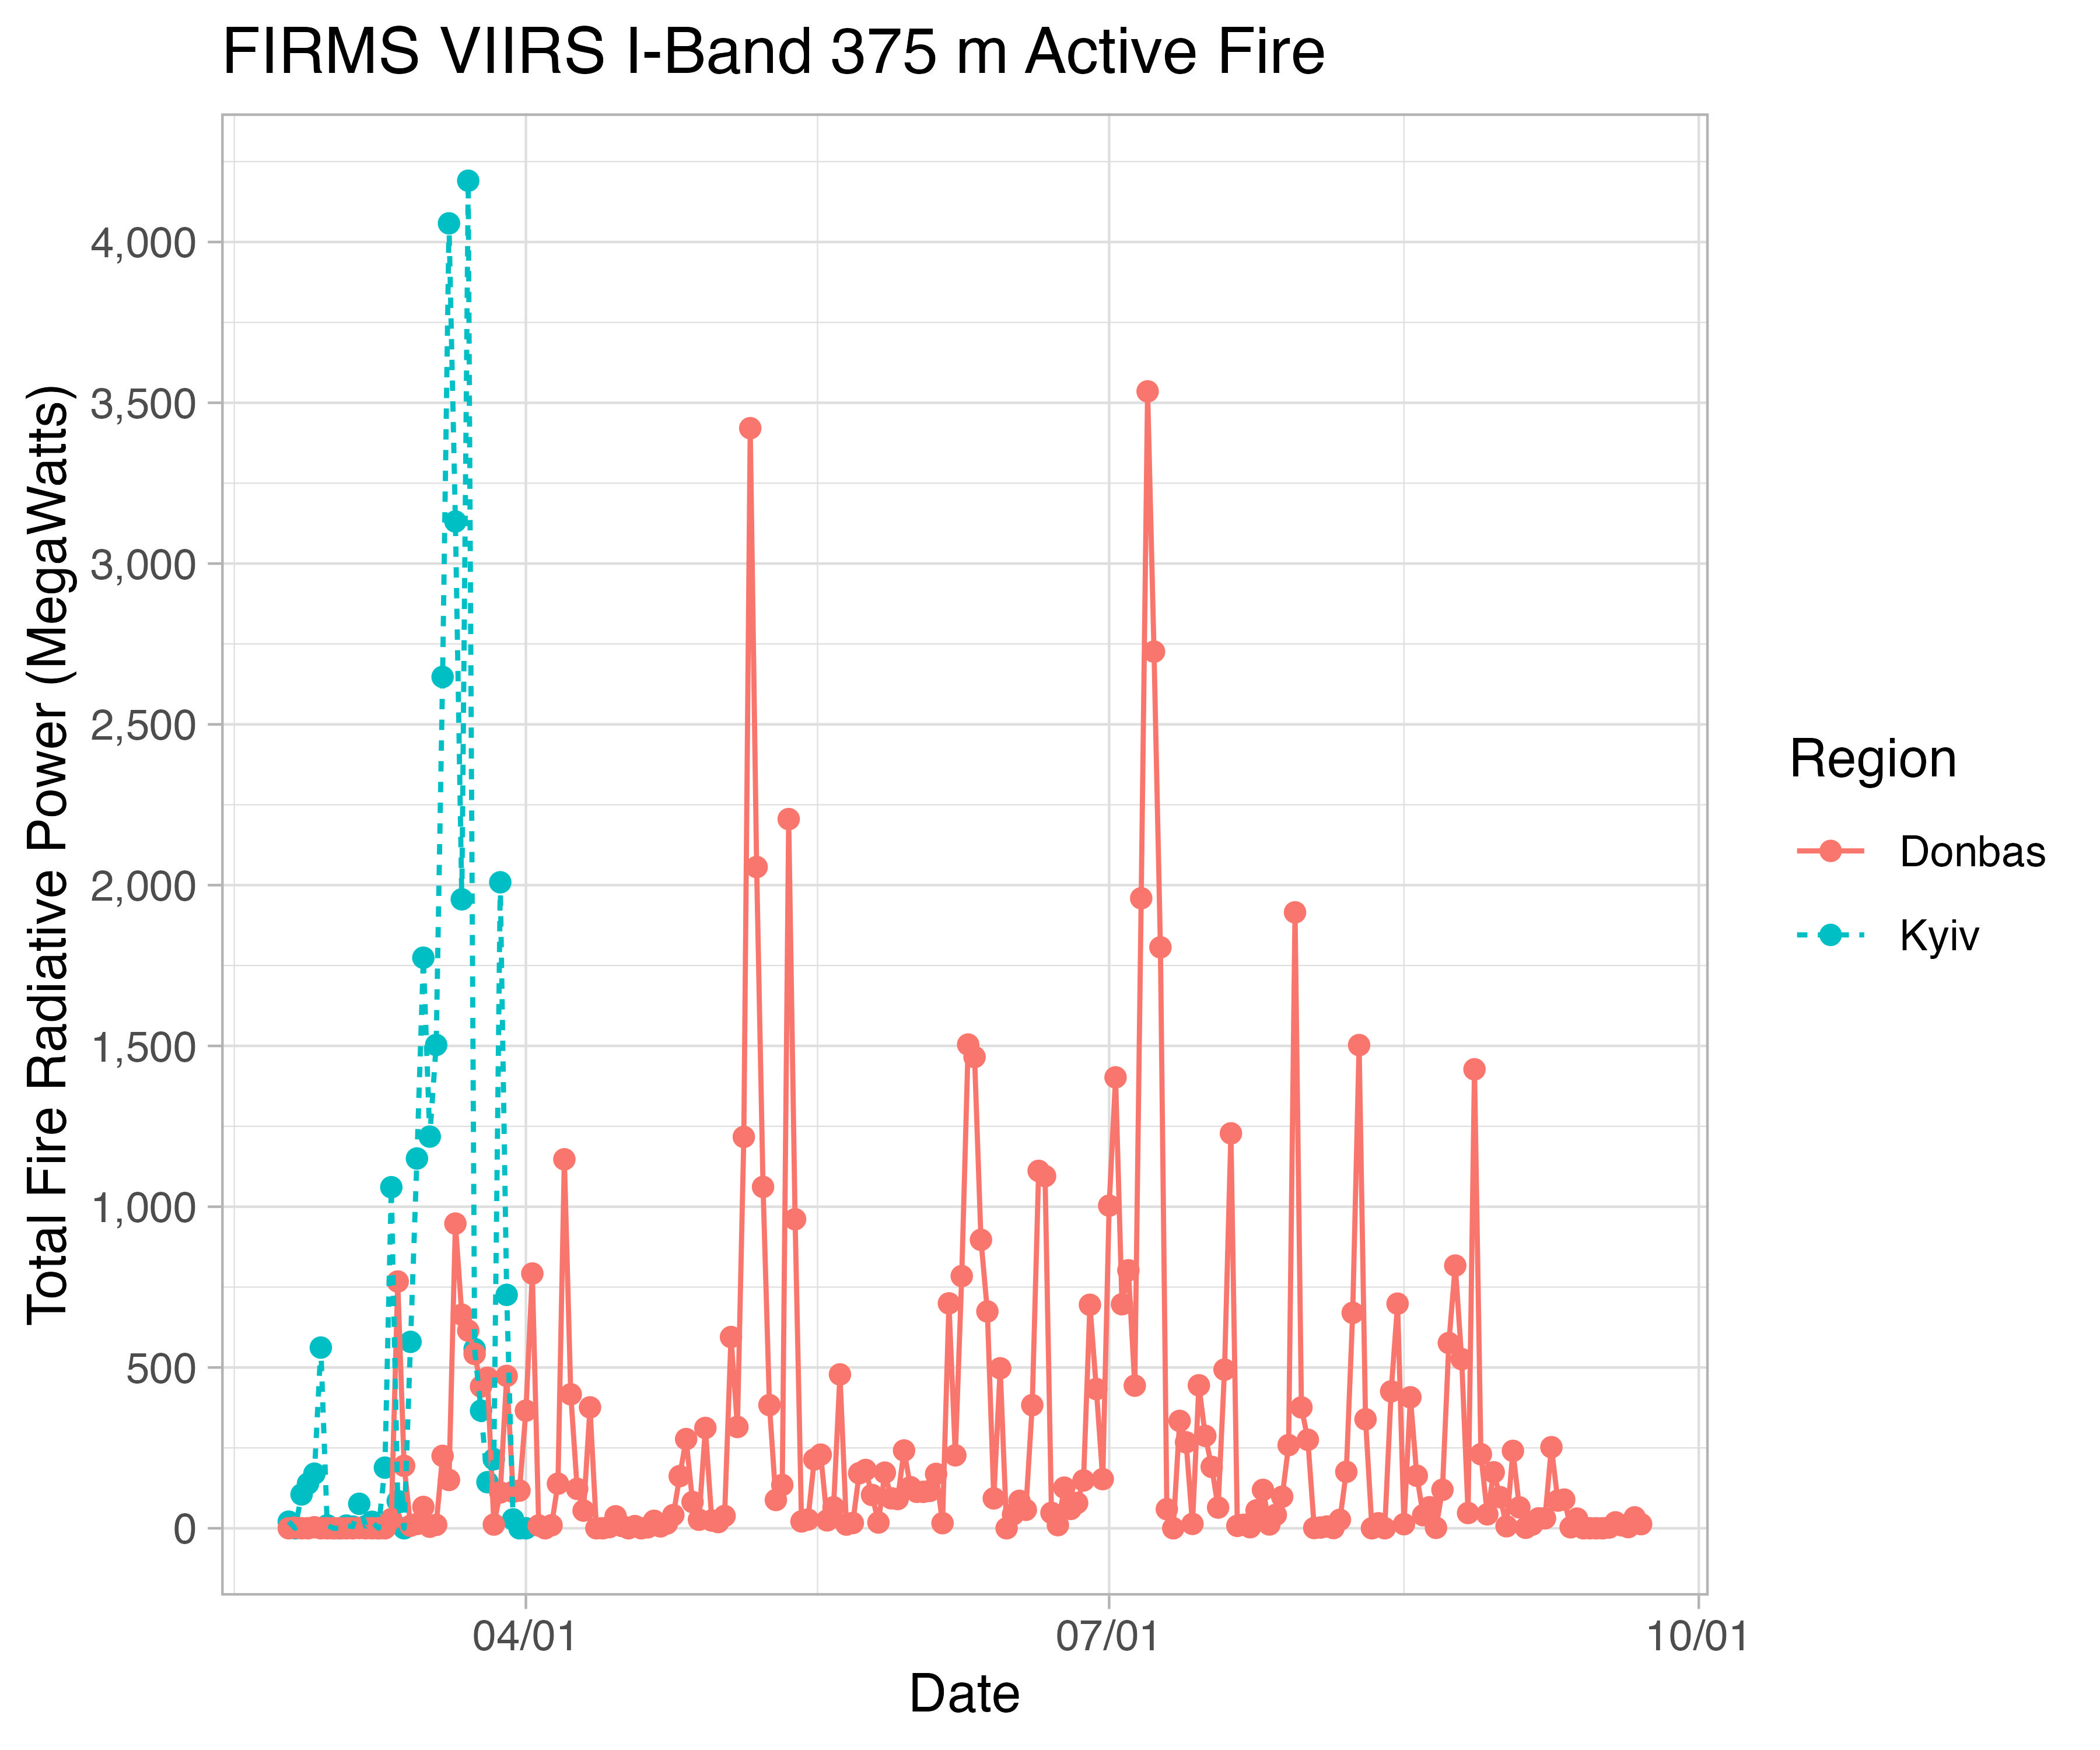 FIRMS VIIRS I-Band 375 m Active Fire
Total Fire Radiative Power (MegaWatts)
4,000
3,500
3,000
2,500
2,000
1,500
1,000
500
0
04/01
07/01
10/01
Date
Region
Donbas
Kyiv